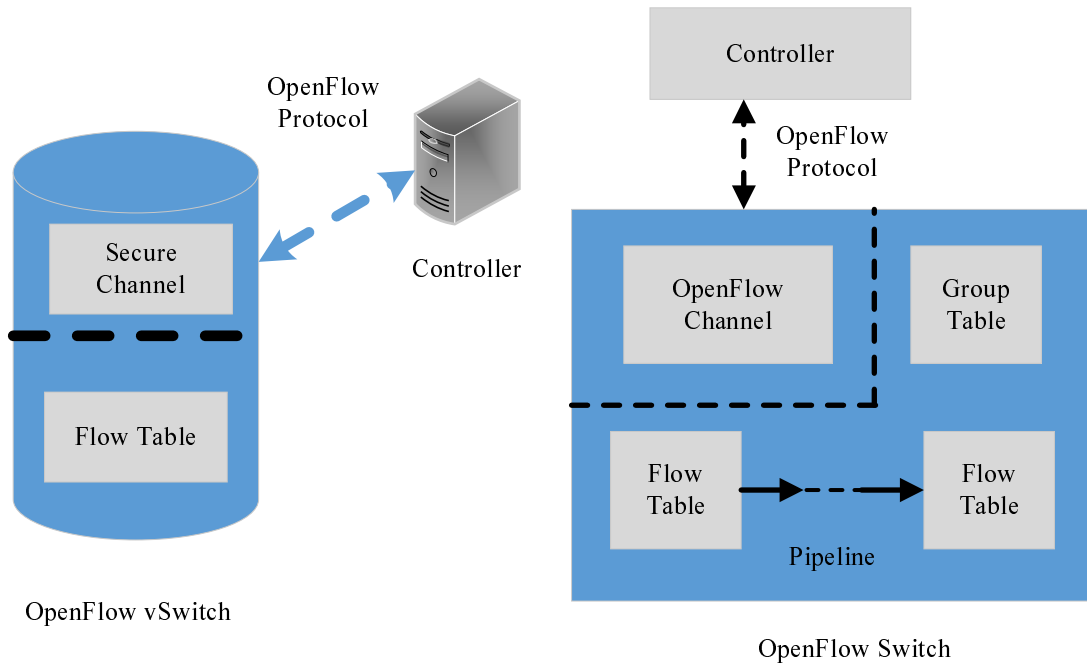 OpenFlow
Protocol
Controller
Secure
Channel
Flow Table
OpenFlow vSwitch
Controller
OpenFlow
Protocol
OpenFlow
Channel
Group
Table
Flow
Table
Flow
Table
Pipeline
OpenFlow Switch